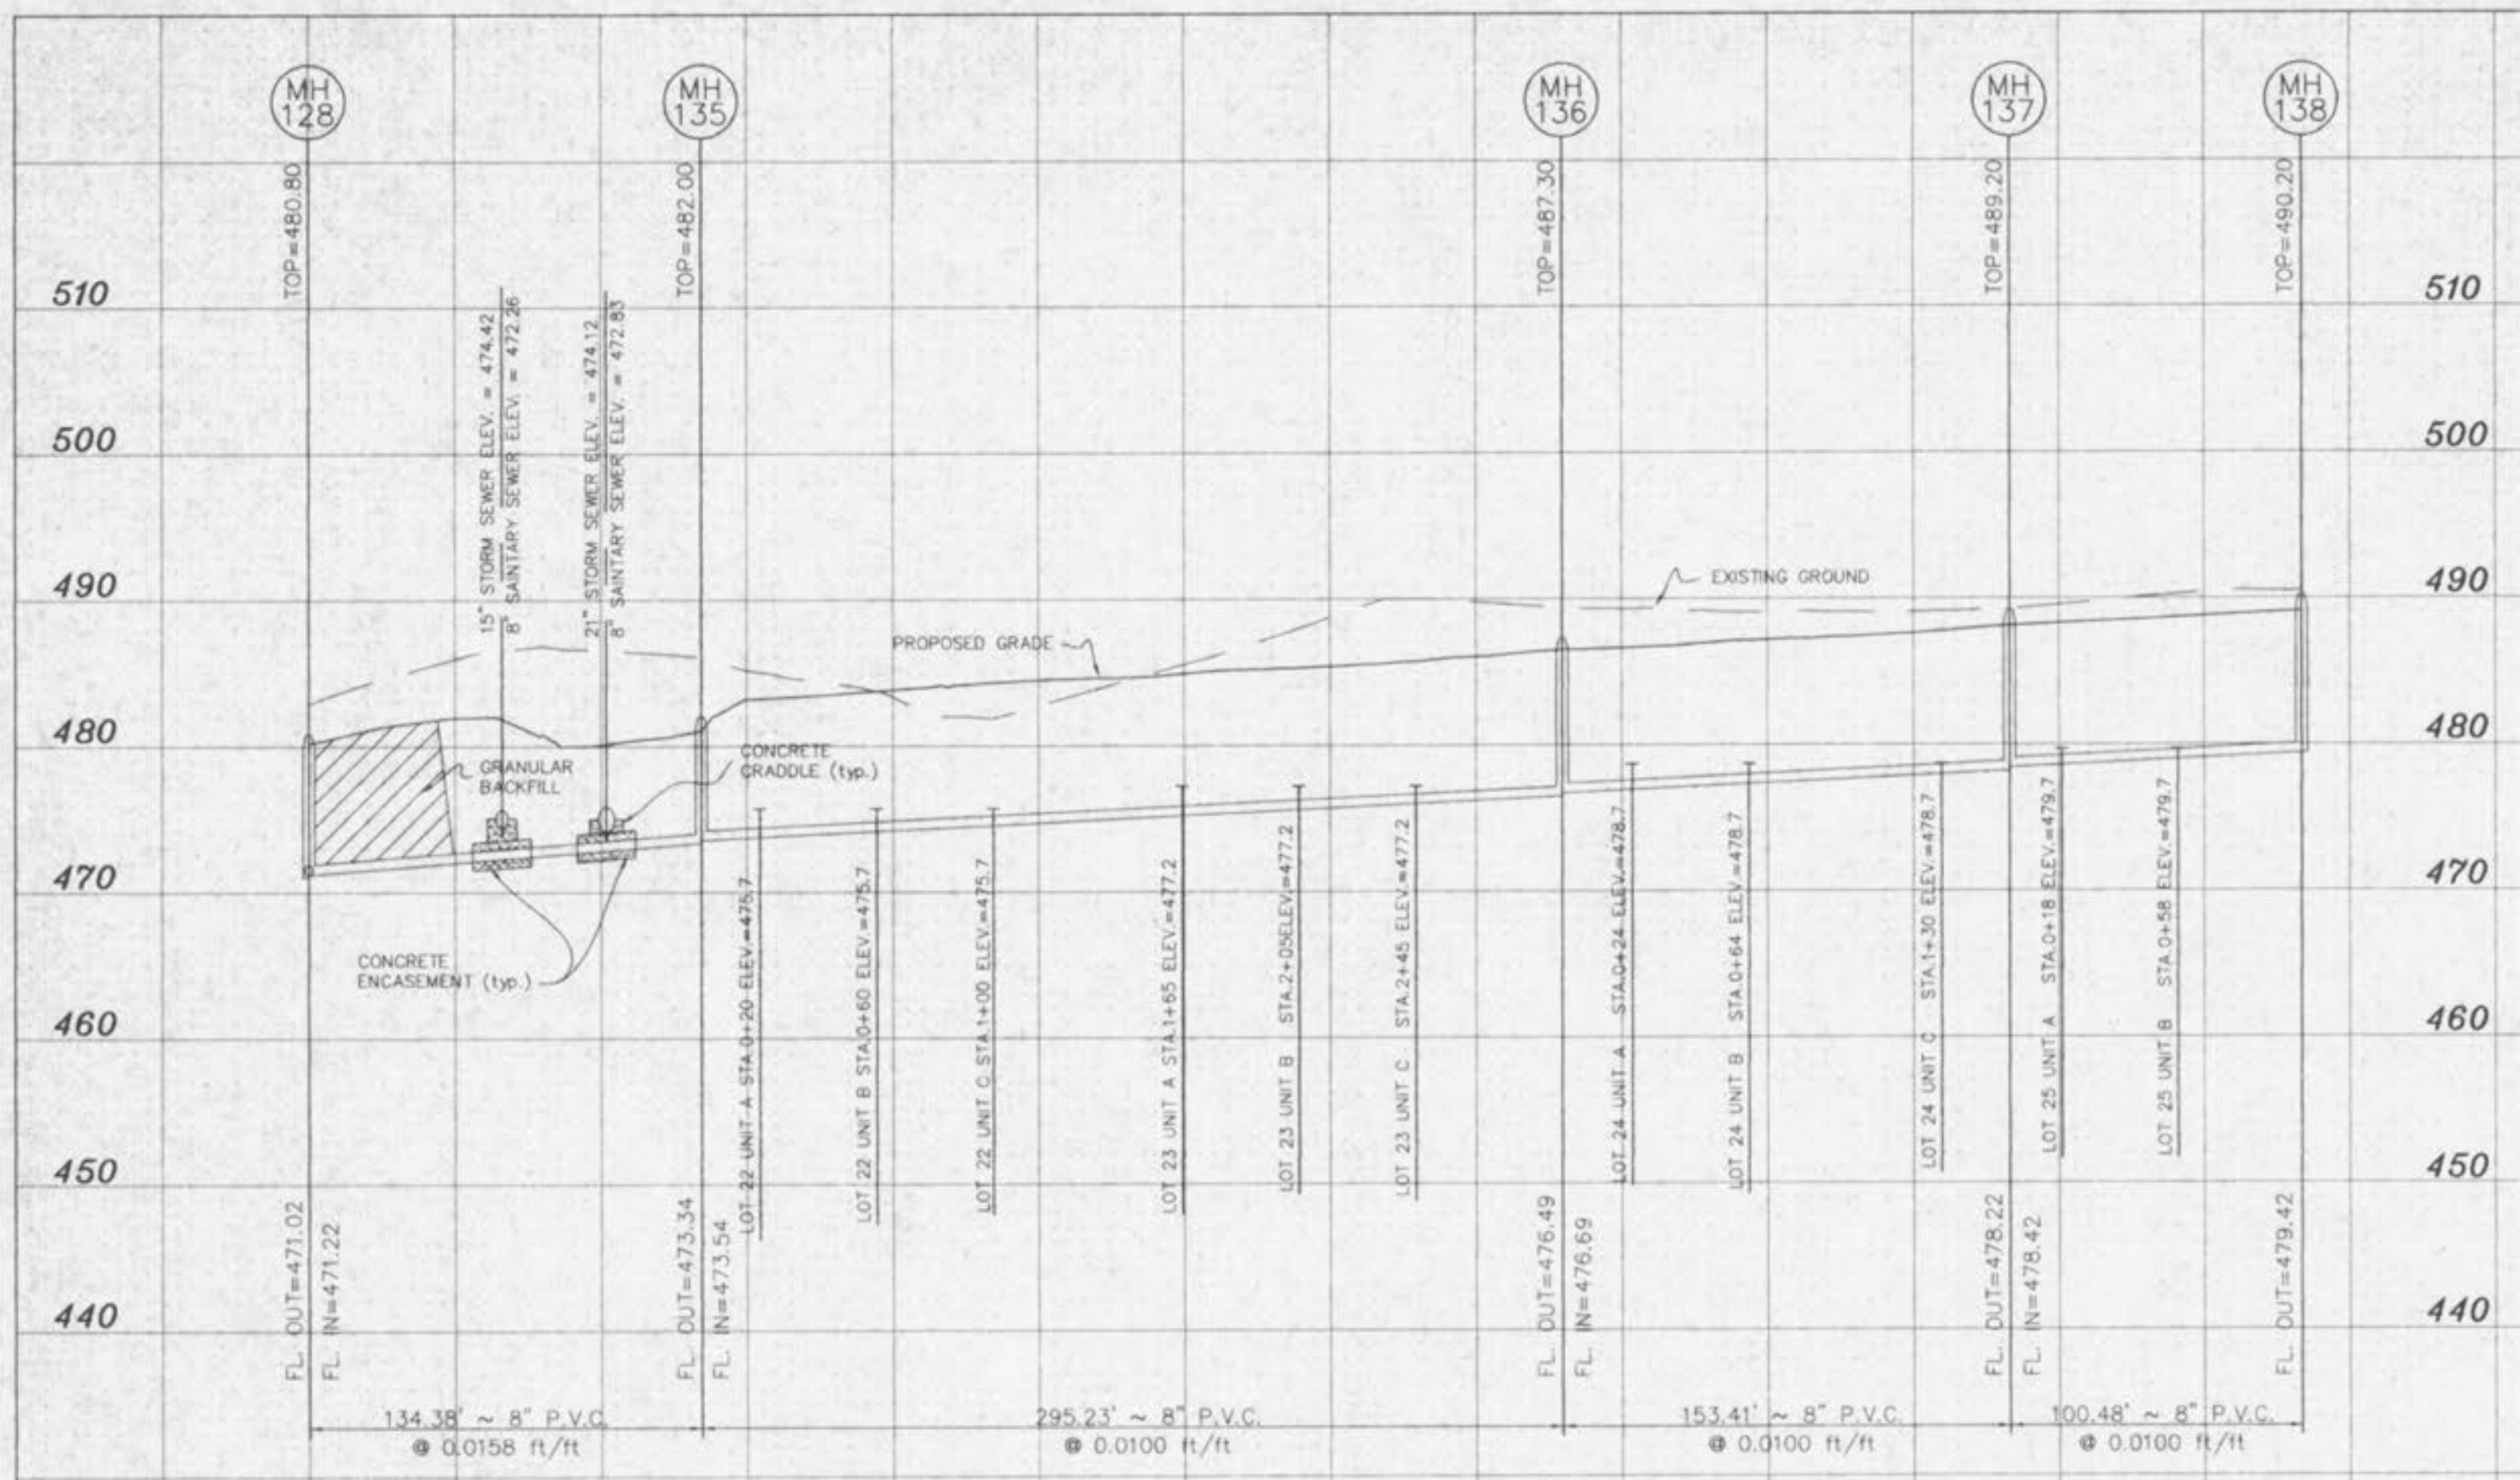 MH
128
MH
135
MH
136
MH
137
MH
138
TOP=480.80
TOP=482.00
TOP=487.30
TOP=489.20
TOP=490.20
510
510
15" STORM SEWER ELEV. = 474.42
8" SAINTARY SEWER ELEV. = 472.26
21" STORM SEWER ELEV. = 474.12
8" SAINTARY SEWER ELEV. = 472.83
500
500
490
490
EXISTING GROUND
PROPOSED GRADE
480
480
GRANULAR
BACKFILL
CONCRETE
CRADDLE (typ.)
470
470
CONCRETE
ENCASEMENT (typ.)
LOT 22 UNIT A STA.0+20 ELEV.=475.7
LOT 22 UNIT B STA.0+60 ELEV.=475.7
LOT 22 UNIT C STA.1+00 ELEV.=475.7
LOT 23 UNIT A STA.1+65 ELEV.=477.2
LOT 23 UNIT B STA.2+05ELEV.=477.2
LOT 23 UNIT C STA.2+45 ELEV.=477.2
LOT 24 UNIT A STA.0+24 ELEV.=478.7
LOT 24 UNIT B STA.0+64 ELEV.=478.7
LOT 24 UNIT C STA.1+30 ELEV.=478.7
LOT 25 UNIT A STA.0+18 ELEV.=479.7
LOT 25 UNIT B STA.0+58 ELEV.=479.7
460
460
450
450
440
440
FL. OUT=471.02
FL. IN=471.22
FL. OUT=473.34
FL. IN=473.54
FL. OUT=476.49
FL. IN=476.69
FL. OUT=478.22
FL. IN=478.42
FL. OUT=479.42
134.38' ~ 8" P.V.C.
@ 0.0158 ft/ft
295.23' ~ 8" P.V.C.
@ 0.0100 ft/ft
153.41' ~ 8" P.V.C.
@ 0.0100 ft/ft
100.48' ~ 8" P.V.C.
@ 0.0100 ft/ft